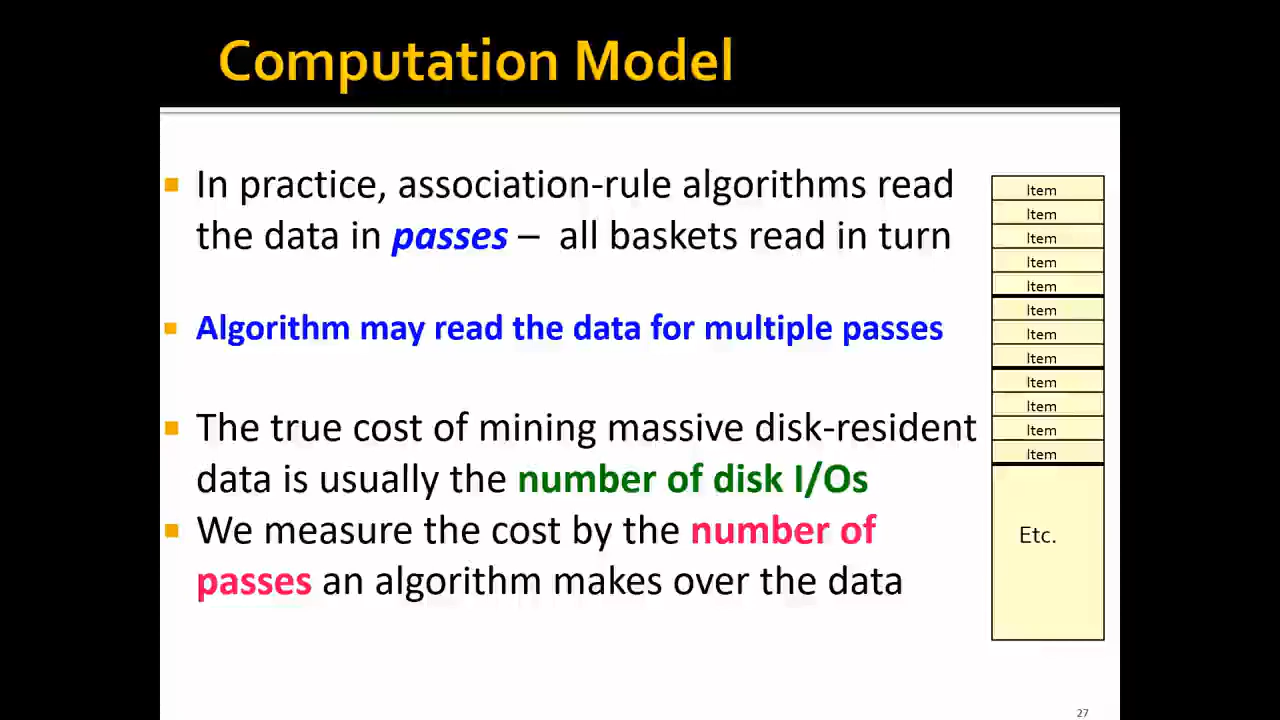 Computation Model
In practice, association-rule algorithms read
the data in passes – all baskets read in turn
Algorithm may read the data for multiple passes
The true cost of mining massive disk-resident
data is usually the number of disk I/Os
We measure the cost by the number of
passes an algorithm makes over the data
Item
Item
Item
Item
Item
Item
Item
Item
Item
Item
Item
Item
Etc.
27